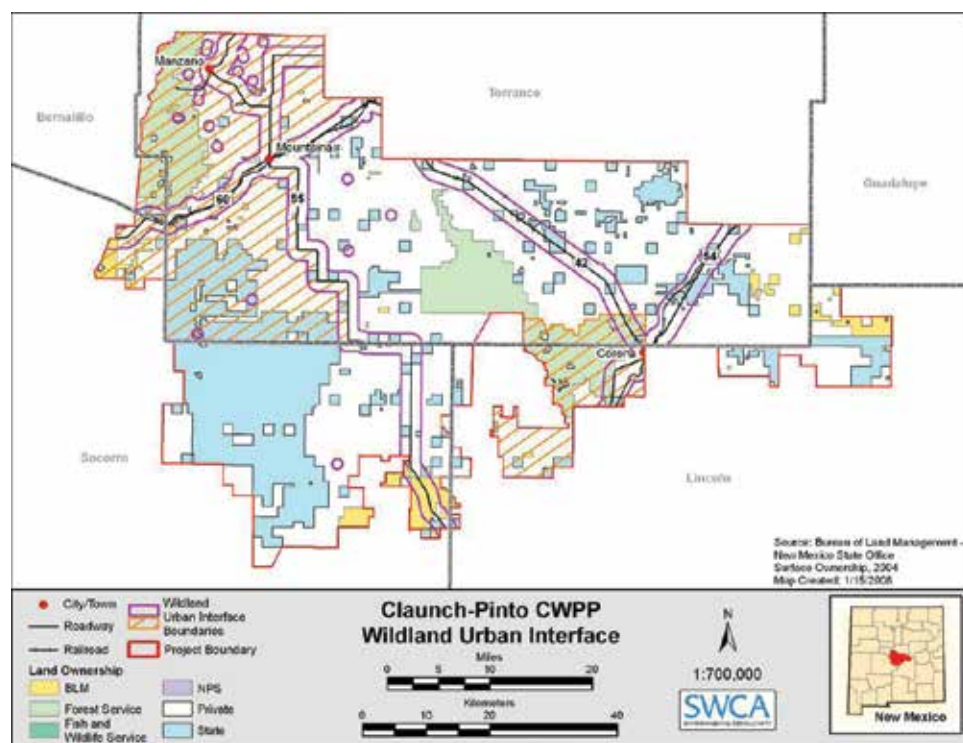 Manzano
Torrance
Bernalillo
Mountainair
Guadalupe
60
55
42
54
Corona
Socorro
Lincoln
Source: Bureau of Land Management -
New Mexico State Office
Surface Ownership, 2004
Map Created: 1/15/2008
City/Town
Roadway
Railroad
Wildland
Urban Interface
Boundaries
Project Boundary
Land Ownership
BLM
Forest Service
Fish and
Wildlife Service
NPS
Private
State
Claunch-Pinto CWPP
Wildland Urban Interface
Miles
0 5 10 20
Kilometers
0 10 20 40
N
1:700,000
SWCA
ENVIRONMENTAL CONSULTANTS
New Mexico